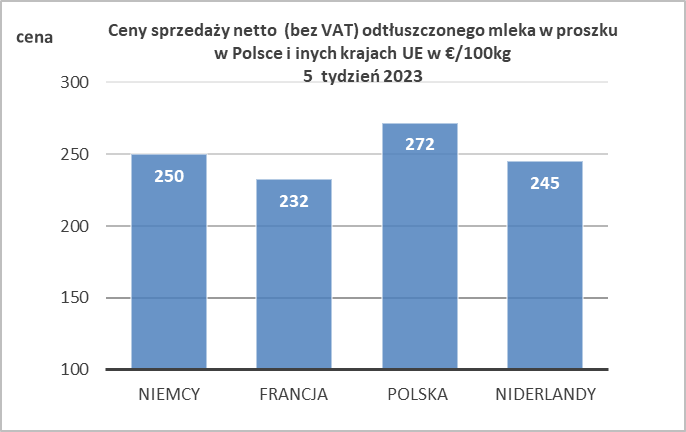 cena
Ceny sprzedaży netto  (bez VAT) odtłuszczonego mleka w proszku
w Polsce i inych krajach UE w €/100kg
5  tydzień 2023
300
250
200
150
100
250
232
272
245
NIEMCY
FRANCJA
POLSKA
NIDERLANDY